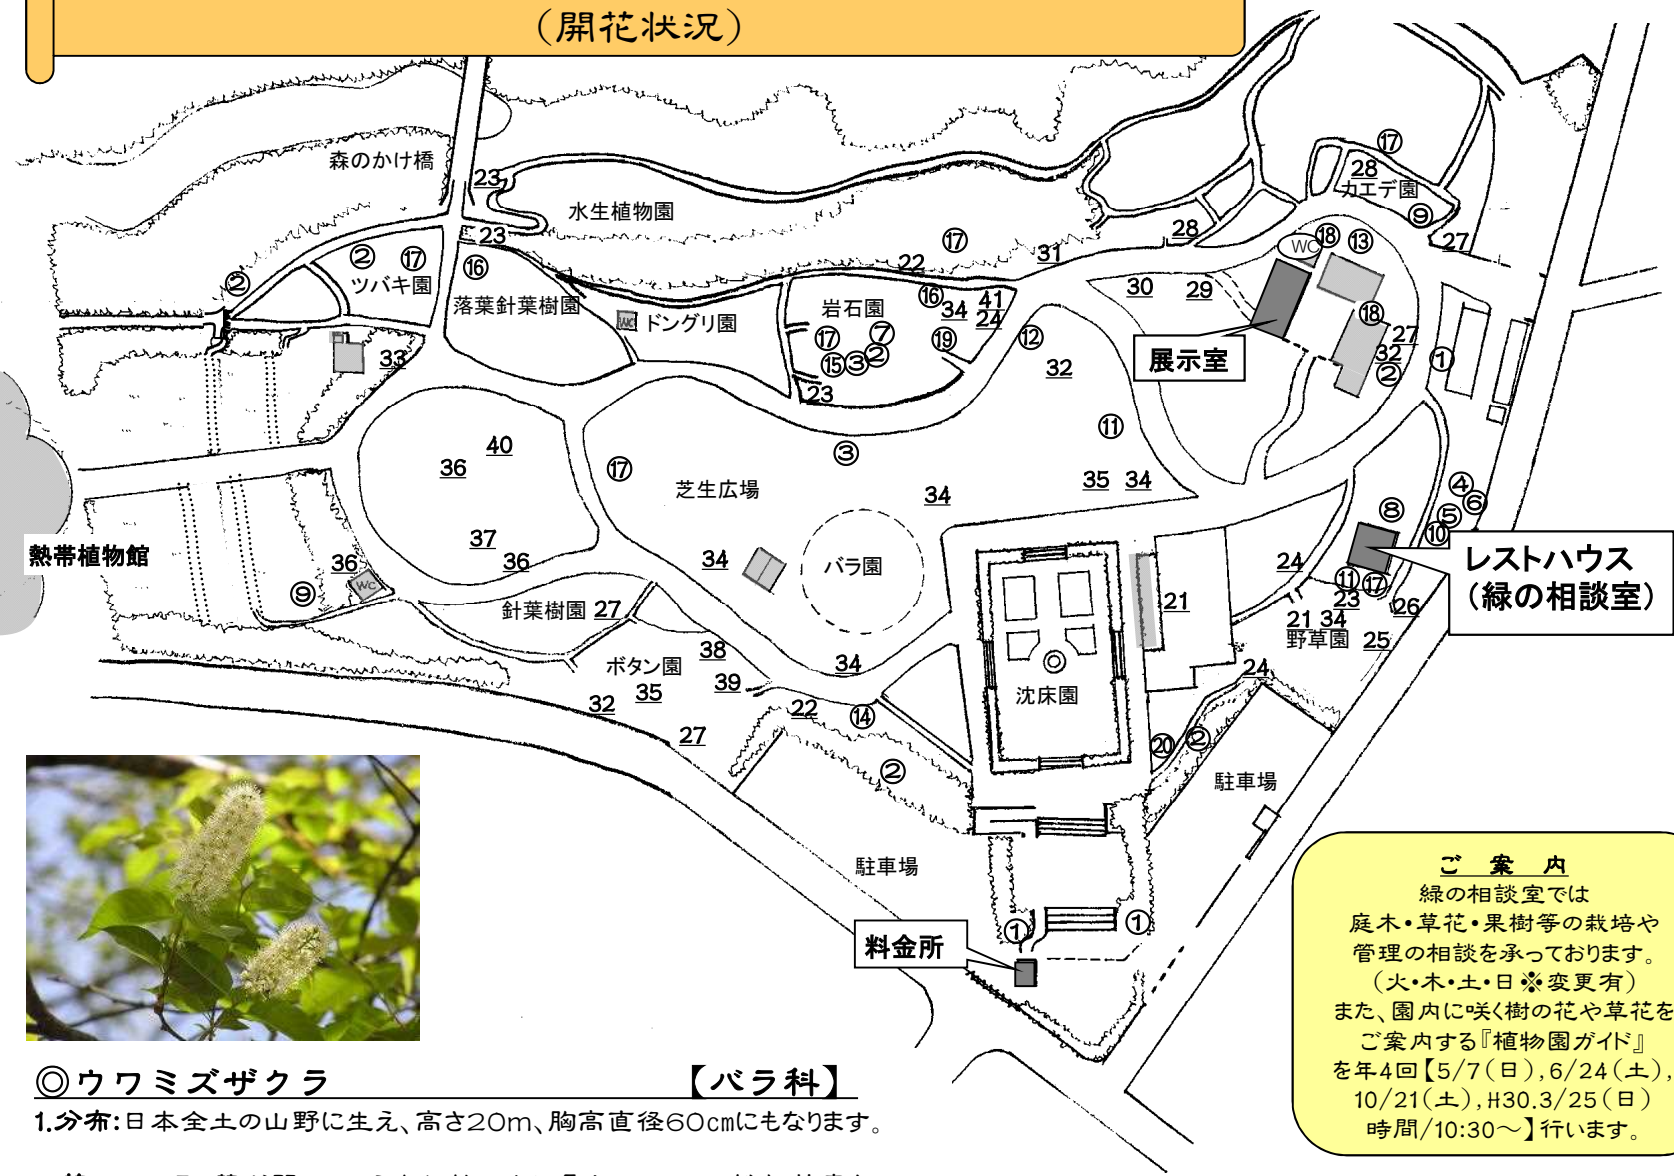 （開花状況）
⑰
28
カエデ園
⑨
27
森のかけ橋
23
水生植物園
23
⑰
28
31
WC
⑱
⑬
②
②
⑰
ツバキ園
⑯
落葉針葉樹園
WC
ドングリ園
22
岩石園
⑯
34
41
24
⑰
⑦
⑮
③
②
⑲
23
30
29
⑫
32
展示室
⑱
27
32
②
①
33
40
36
⑰
③
芝生広場
⑪
35
34
34
37
36
34
バラ園
熱帯植物館
36
WC
⑨
針葉樹園
27
④
⑥
⑤
⑩
⑧
レストハウス
（緑の相談室）
24
⑪
⑰
23
26
21
34
野草園
25
24
21
38
ボタン園
39
35
32
27
34
22
⑭
②
沈床園
⑳
②
駐車場
駐車場
①
①
料金所
ご 案 内
緑の相談室では
庭木・草花・果樹等の栽培や
管理の相談を承っております。
（火・木・土・日※変更有）
また、園内に咲く樹の花や草花を
ご案内する『植物園ガイド』
を年4回【5/7（日）,6/24（土）,
10/21（土）,H30.3/25（日）
時間/10:30～】行います。
◎ウワミズザクラ 【バラ科】
1.分布:日本全土の山野に生え、高さ20m、胸高直径60cmにもなります。